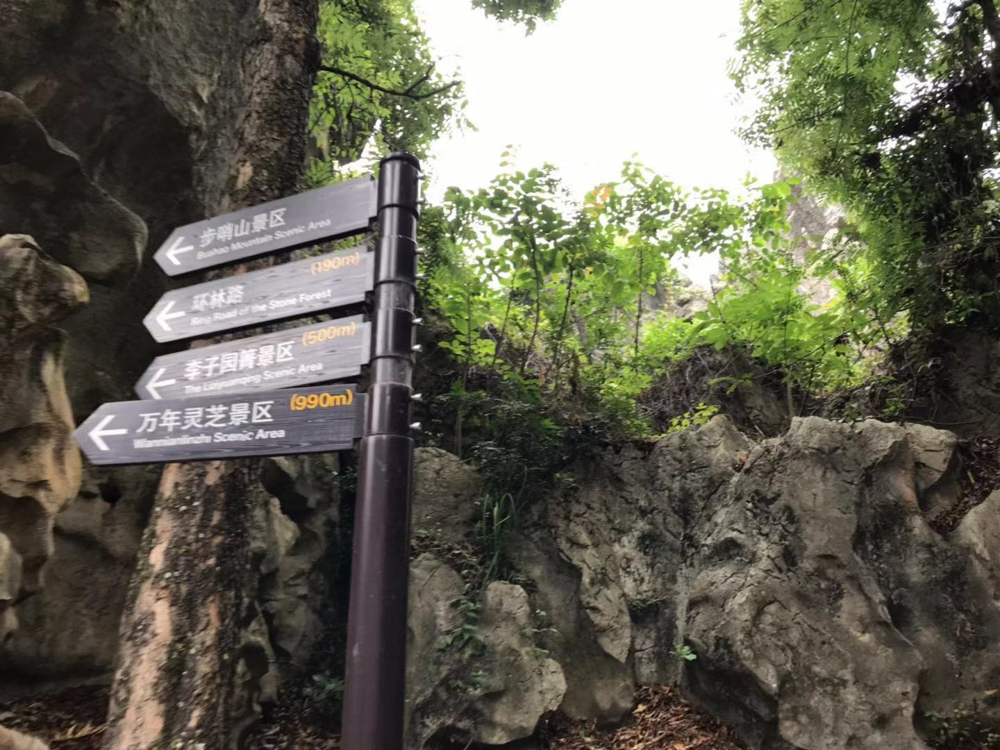 步哨山景区
Bushao Mountain Scenic Area
(190m)
环林路
Ring Road of the Stone Forest
(500m)
李子园箐景区
The Liziyuanqing Scenic Area
(990m)
万年灵芝景区
Wannianlinzhi Scenic Area